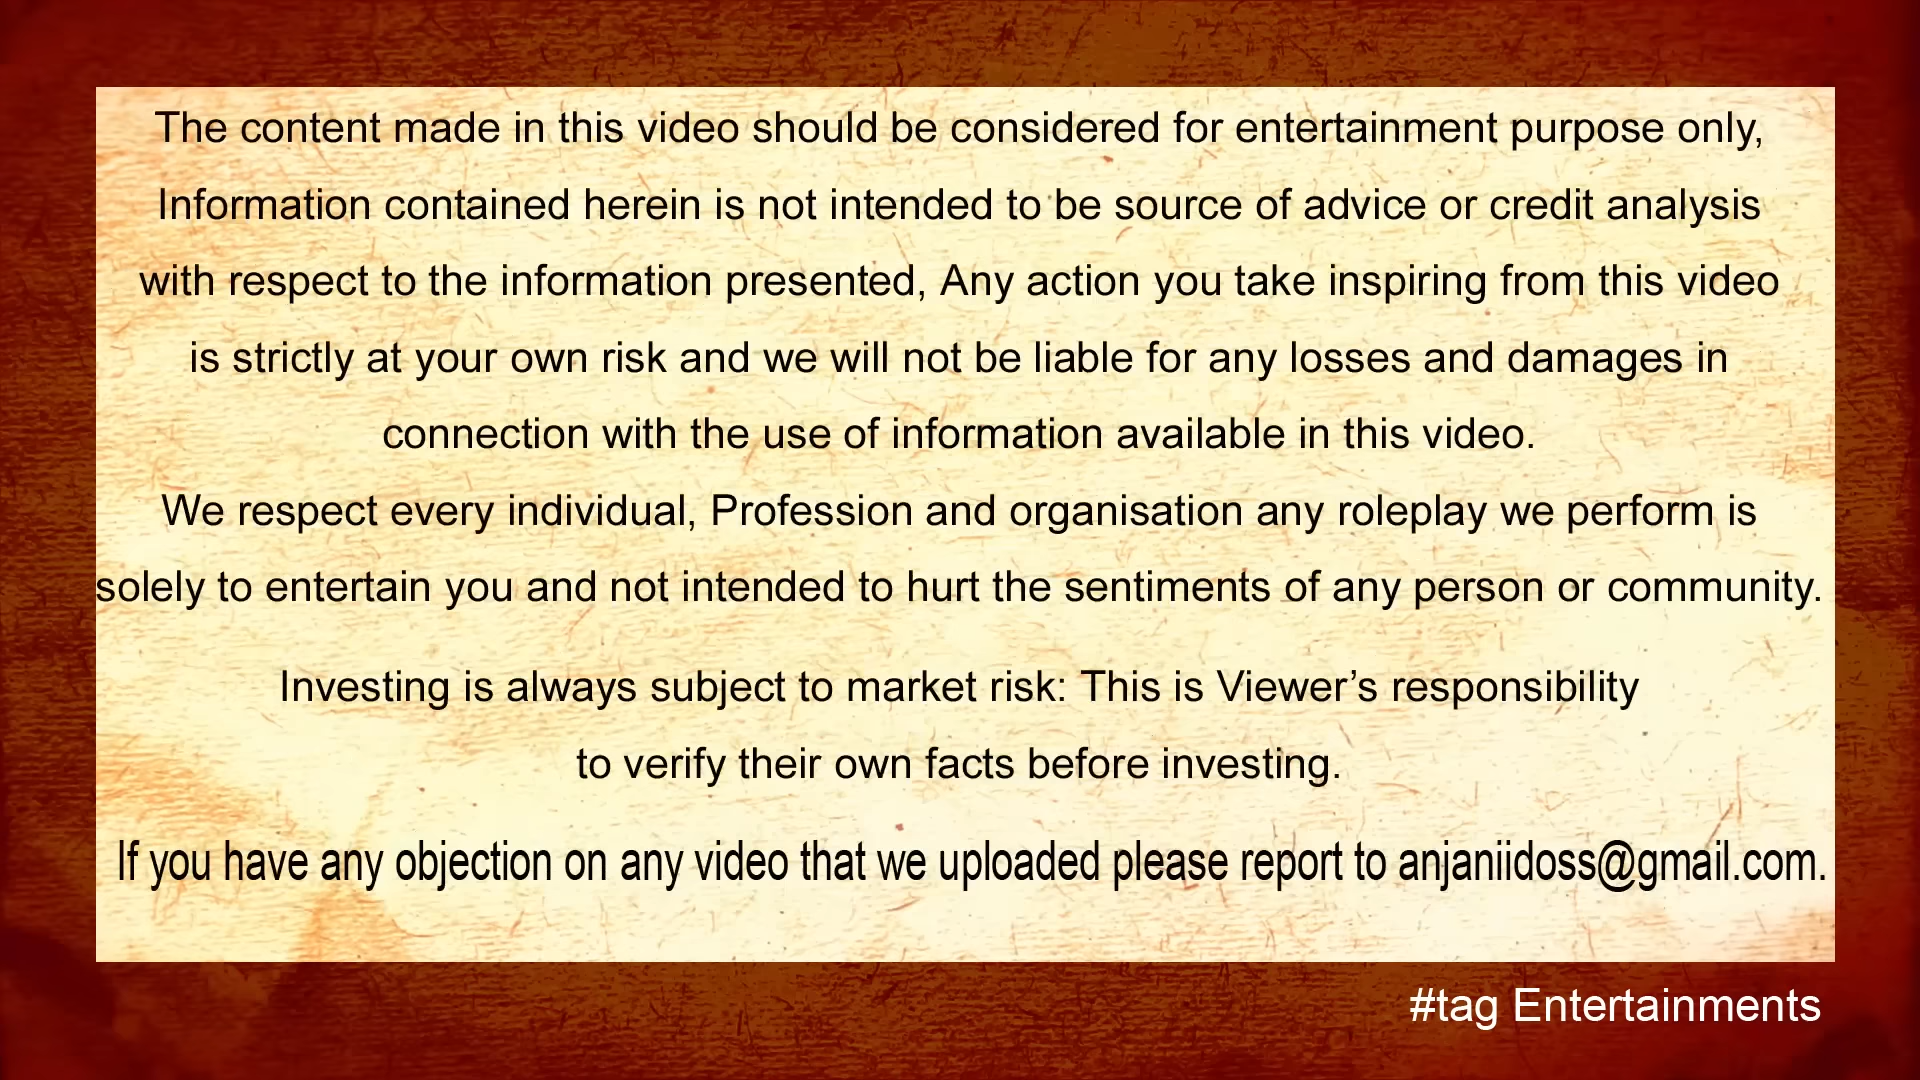 The content made in this video should be considered for entertainment purpose only,
Information contained herein is not intended to be source of advice or credit analysis
with respect to the information presented, Any action you take inspiring from this video
is strictly at your own risk and we will not be liable for any losses and damages in
connection with the use of information available in this video.
We respect every individual, Profession and organisation any roleplay we perform is
solely to entertain you and not intended to hurt the sentiments of any person or community.
Investing is always subject to market risk: This is Viewer’s responsibility
to verify their own facts before investing.
If you have any objection on any video that we uploaded please report to anjaniidoss@gmail.com.
#tag Entertainments